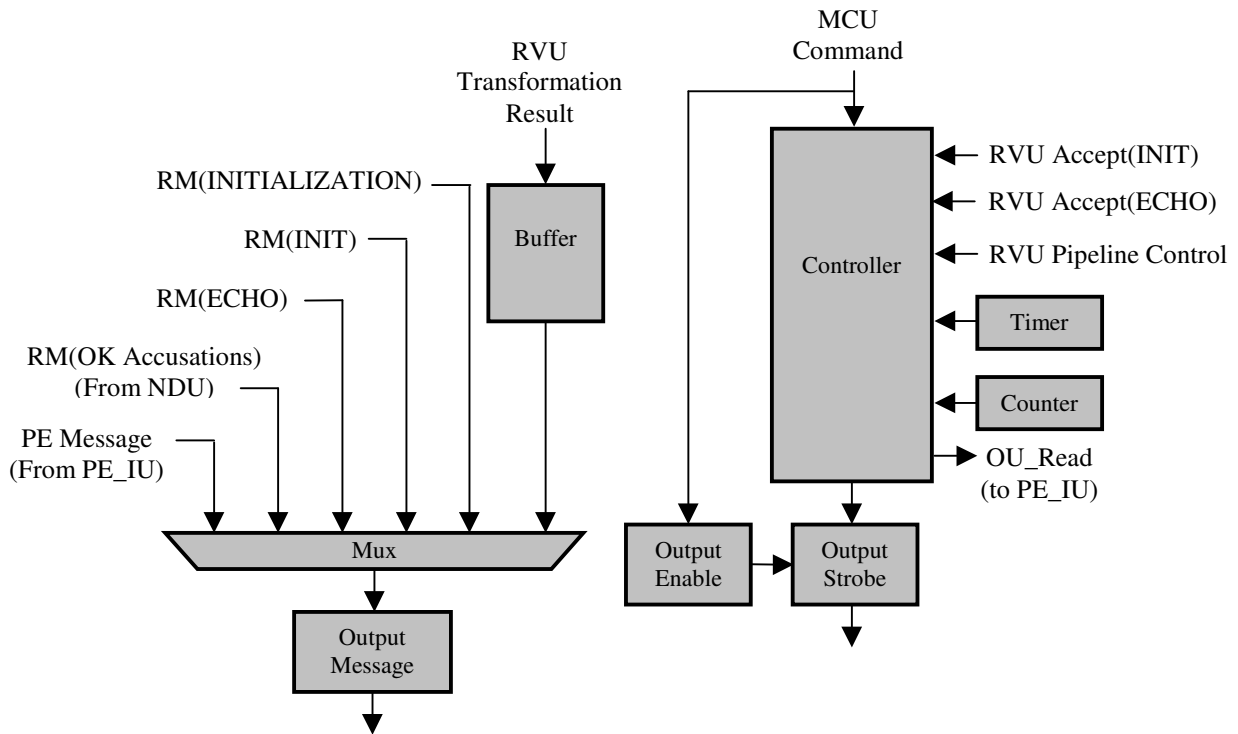 RVU
Transformation
Result
RM(INITIALIZATION)
RM(INIT)
RM(ECHO)
RM(OK Accusations)
(From NDU)
PE Message
(From PE_IU)
Buffer
Mux
Output
Message
MCU
Command
Controller
RVU Accept(INIT)
RVU Accept(ECHO)
RVU Pipeline Control
Timer
Counter
OU_Read
(to PE_IU)
Output
Enable
Output
Strobe